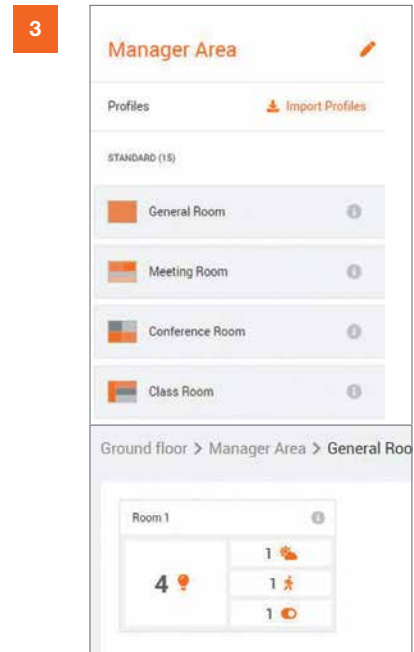 3
Manager Area
Profiles Import Profiles
STANDARD (15)
General Room
Meeting Room
Conference Room
Class Room
Ground floor > Manager Area > General Roo
Room 1
4
1
1
1